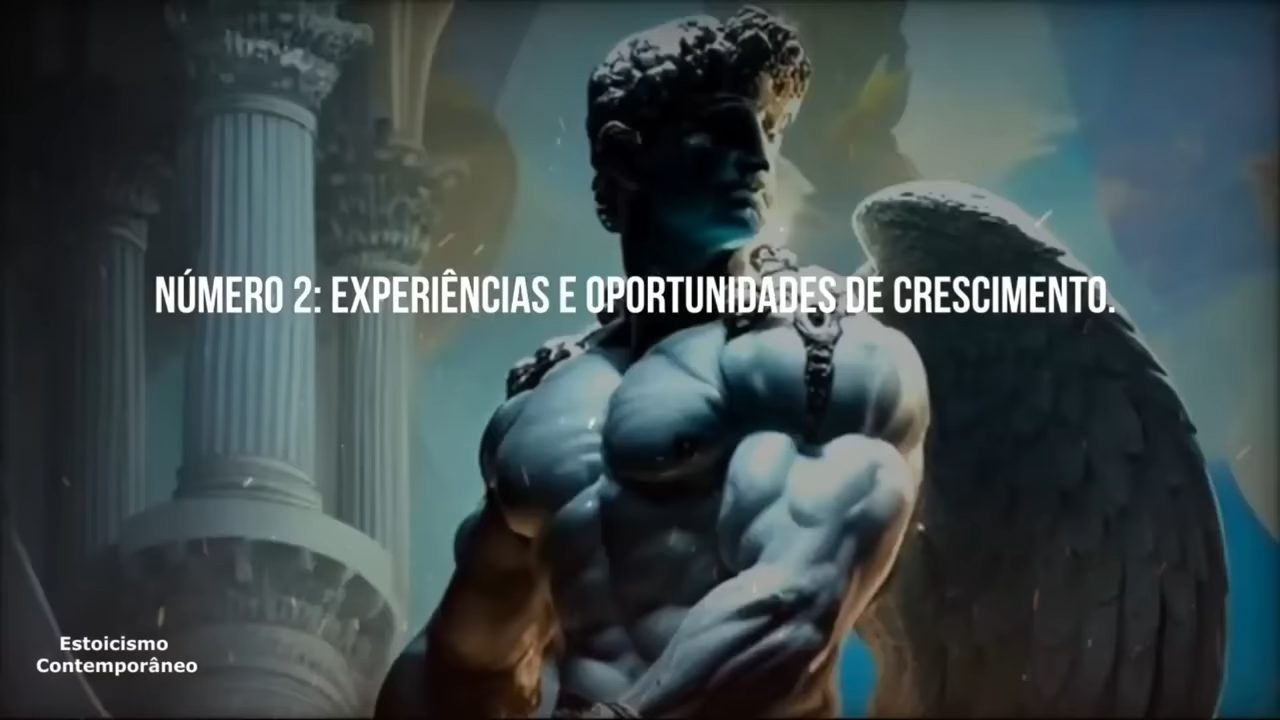 NÚMERO 2: EXPERIÊNCIAS E OPORTUNIDADES DE CRESCIMENTO.
Estoicismo
Contemporâneo